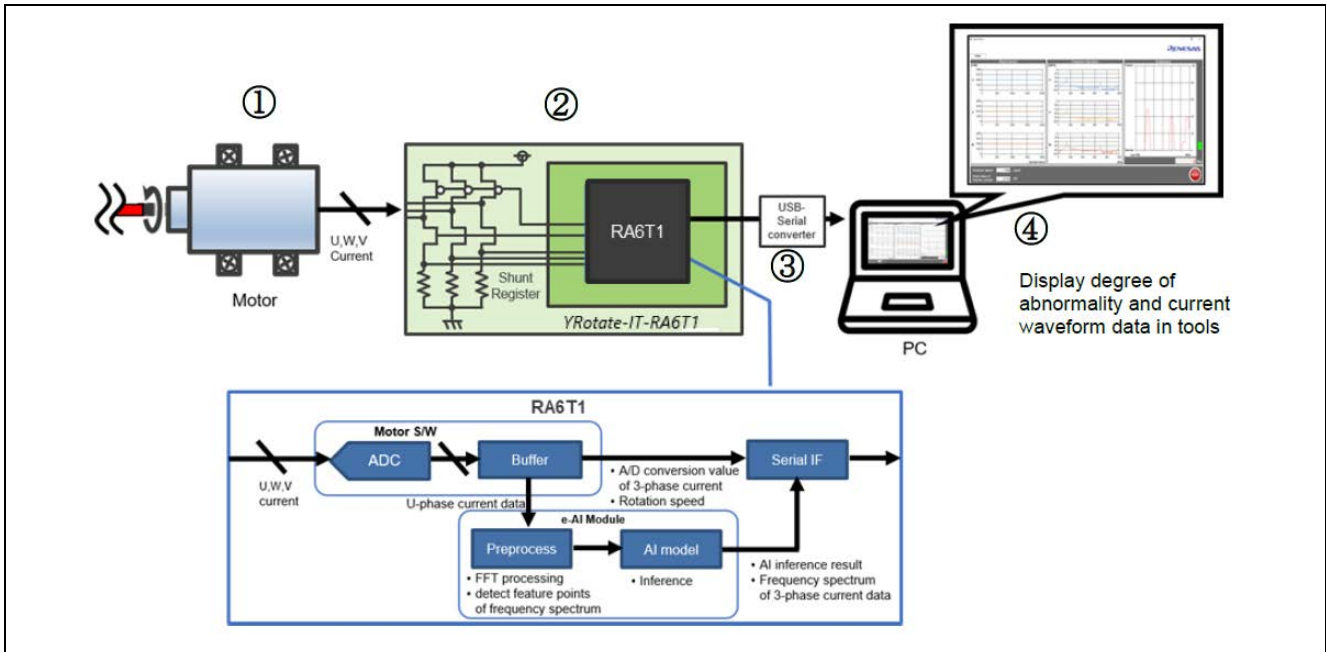 ①
②
RENESAS
U,W,V
Current
Motor
Shunt
Register
RA6T1
YRotate-IT-RA6T1
USB-
Serial
converter
③
PC
④
Display degree of
abnormality and current
waveform data in tools
RA6T1
Motor S/W
ADC
Buffer
Serial IF
U,W,V
current
U-phase current data
• A/D conversion value
of 3-phase current
• Rotation speed
e-AI Module
Preprocess
AI model
• FFT processing
• detect feature points
of frequency spectrum
• Inference
• AI inference result
• Frequency spectrum
of 3-phase current data